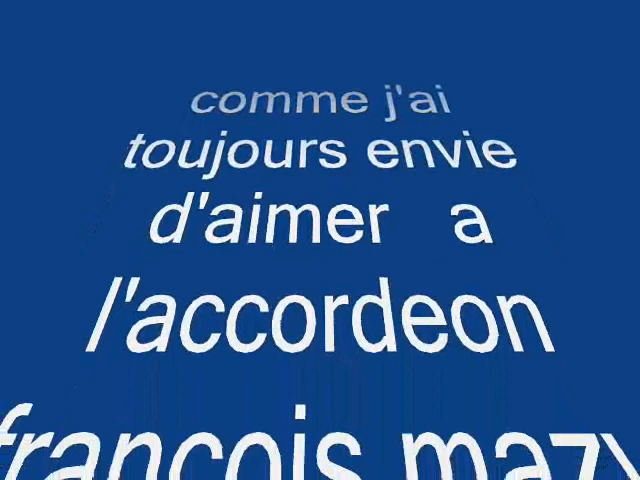 comme j'ai
toujours envie
d'aimer a
l'accordeon
francois mazy